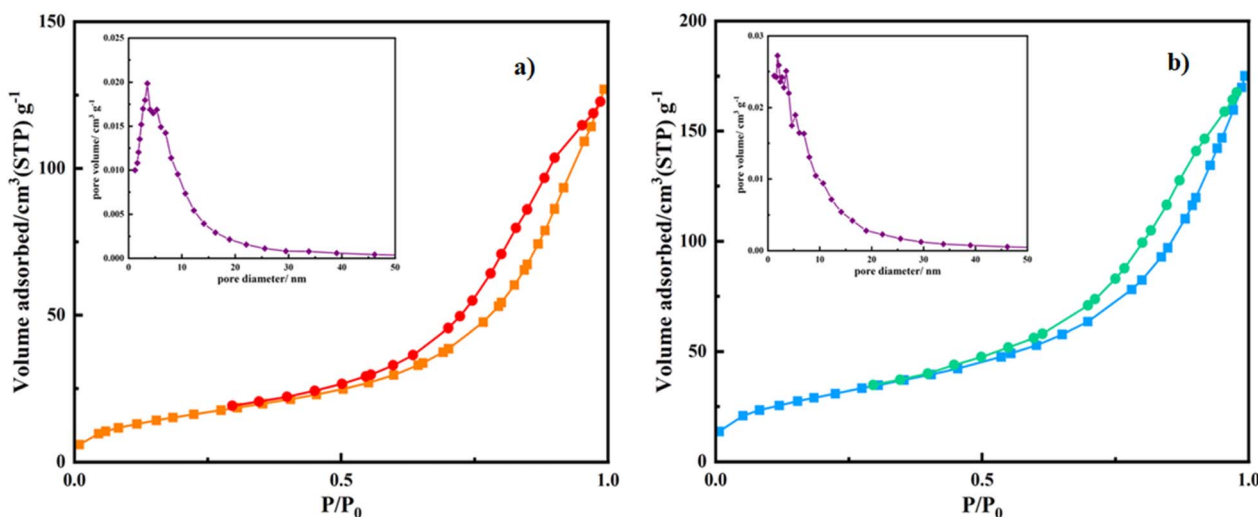 a)
Volume adsorbed/cm³(STP) g⁻¹
150
100
50
0
0.0 0.5 1.0
P/P₀
pore volume/ cm³ g⁻¹
0.025
0.020
0.015
0.010
0.005
0.000
0 10 20 30 40 50
pore diameter/ nm
b)
Volume adsorbed/cm³(STP) g⁻¹
200
150
100
50
0
0.0 0.5 1.0
P/P₀
pore volume/ cm³ g⁻¹
0.03
0.02
0.01
0.00
0 10 20 30 40 50
pore diameter/ nm